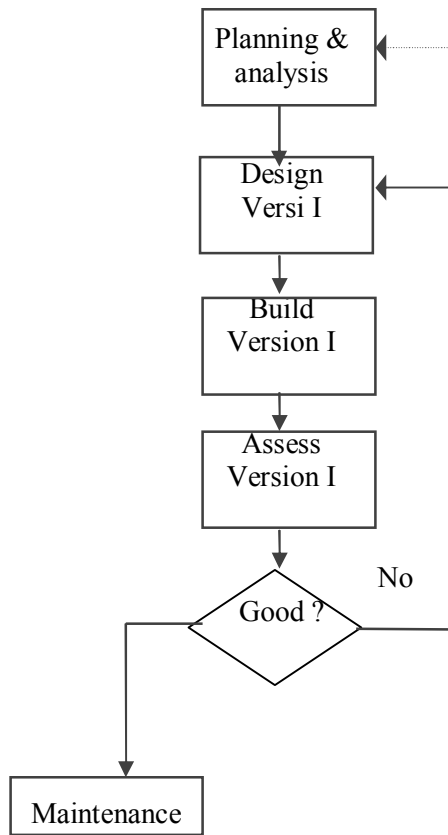 Planning &
analysis
Design
Versi I
Build
Version I
Assess
Version I
No
Good ?
Maintenance